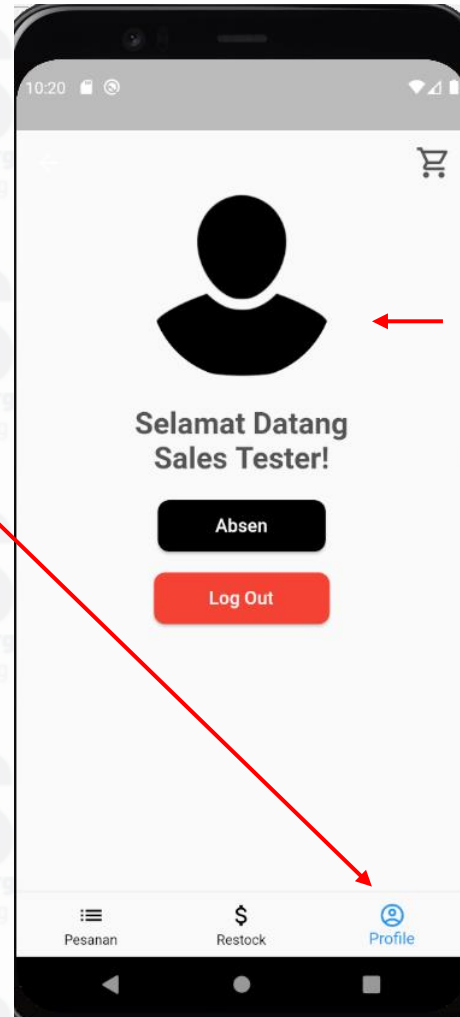 10:20
Selamat Datang
Sales Tester!
Absen
Log Out
Pesanan
$
Restock
Profile